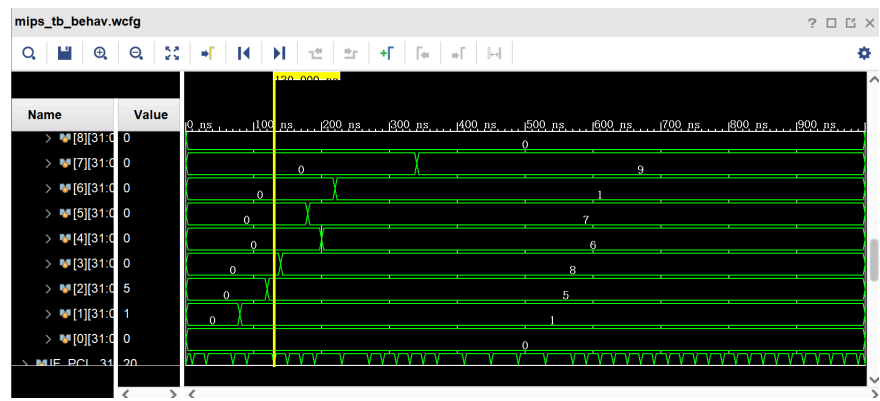 mips_tb_behav.wcfg
130.000 ns
Name Value
0 ns 100 ns 200 ns 300 ns 400 ns 500 ns 600 ns 700 ns 800 ns 900 ns
[8][31:0 0 0
[7][31:0 0 0 9
[6][31:0 0 0 1
[5][31:0 0 0 7
[4][31:0 0 0 6
[3][31:0 0 0 8
[2][31:0 5 0 5
[1][31:0 1 0 1
[0][31:0 0 0
20